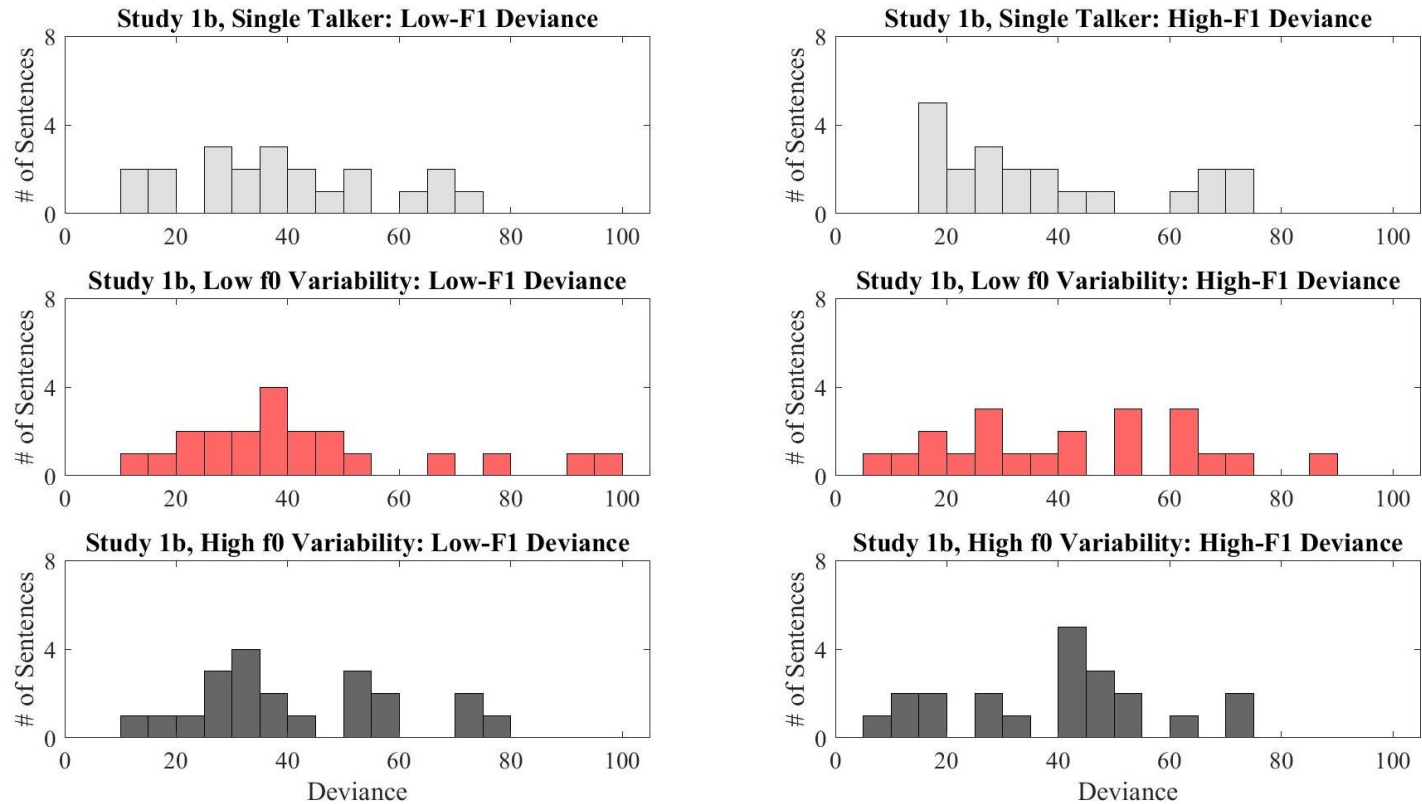 Study 1b, Single Talker: Low-F1 Deviance
# of Sentences
8
4
0
0 20 40 60 80 100
Study 1b, Single Talker: High-F1 Deviance
# of Sentences
8
4
0
0 20 40 60 80 100
Study 1b, Low f0 Variability: Low-F1 Deviance
# of Sentences
8
4
0
0 20 40 60 80 100
Study 1b, Low f0 Variability: High-F1 Deviance
# of Sentences
8
4
0
0 20 40 60 80 100
Study 1b, High f0 Variability: Low-F1 Deviance
# of Sentences
8
4
0
0 20 40 60 80 100
Deviance
Study 1b, High f0 Variability: High-F1 Deviance
# of Sentences
8
4
0
0 20 40 60 80 100
Deviance